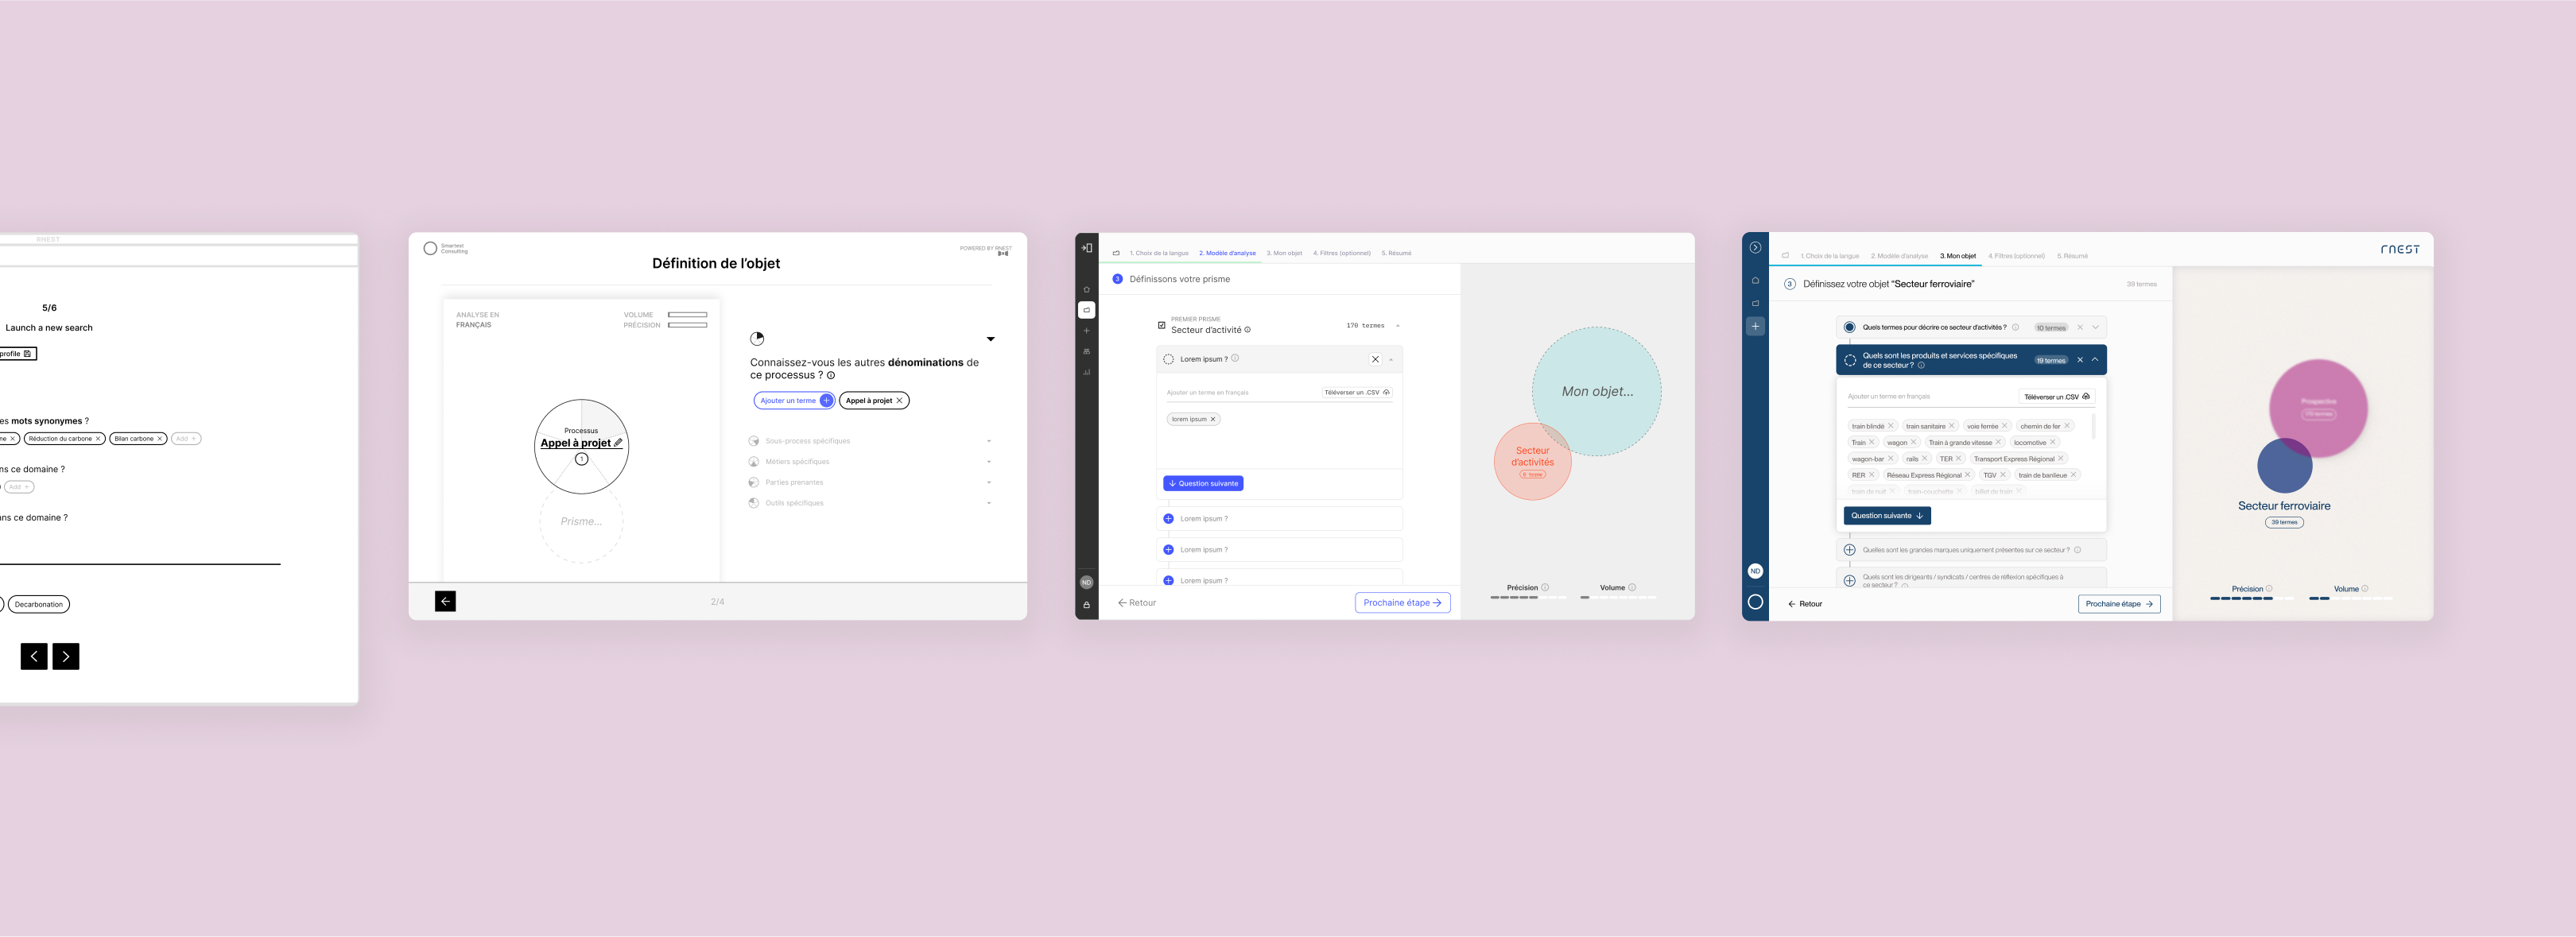 RNEST
5/6
Launch a new search
profile
es mots synonymes ?
ne
Réduction du carbone
Bilan carbone
Add +
ns ce domaine ?
Add +
ans ce domaine ?
Decarbonation
Smartest
Consulting
Définition de l'objet
POWERED BY RNEST
ANALYSE EN
FRANÇAIS
VOLUME
PRÉCISION
Processus
Appel à projet
1
Prisme...
Connaissez-vous les autres dénominations de
ce processus ?
Ajouter un terme
Appel à projet
Sous-process spécifiques
Métiers spécifiques
Parties prenantes
Outils spécifiques
2/4
1. Choix de la langue
2. Modèle d'analyse
3. Mon objet
4. Filtres (optionnel)
5. Résumé
3 Définissons votre prisme
PREMIER PRISME
Secteur d'activité
170 termes
Lorem ipsum ?
Ajouter un terme en français
Téléverser un .CSV
lorem ipsum
Question suivante
Lorem ipsum ?
Lorem ipsum ?
Lorem ipsum ?
ND
Retour
Prochaine étape
Mon objet...
Secteur
d'activités
Précision
Volume
rnest
1. Choix de la langue
2. Modèle d'analyse
3. Mon objet
4. Filtres (optionnel)
5. Résumé
3 Définissez votre objet "Secteur ferroviaire"
39 termes
Quels termes pour décrire ce secteur d'activités ?
10 termes
Quels sont les produits et services spécifiques
de ce secteur ?
19 termes
Ajouter un terme en français
Téléverser un .CSV
train blindé
train sanitaire
voie ferrée
chemin de fer
Train
wagon
Train à grande vitesse
locomotive
wagon-bar
rails
TER
Transport Express Régional
RER
Réseau Express Régional
TGV
train de banlieue
train de nuit
train-couchette
billet de train
Question suivante
Quelles sont les grandes marques uniquement présentes sur ce secteur ?
Quels sont les dirigeants / syndicats / centres de réflexion spécifiques à
ce secteur ?
ND
Retour
Prochaine étape
Prospective
Secteur ferroviaire
39 termes
Précision
Volume